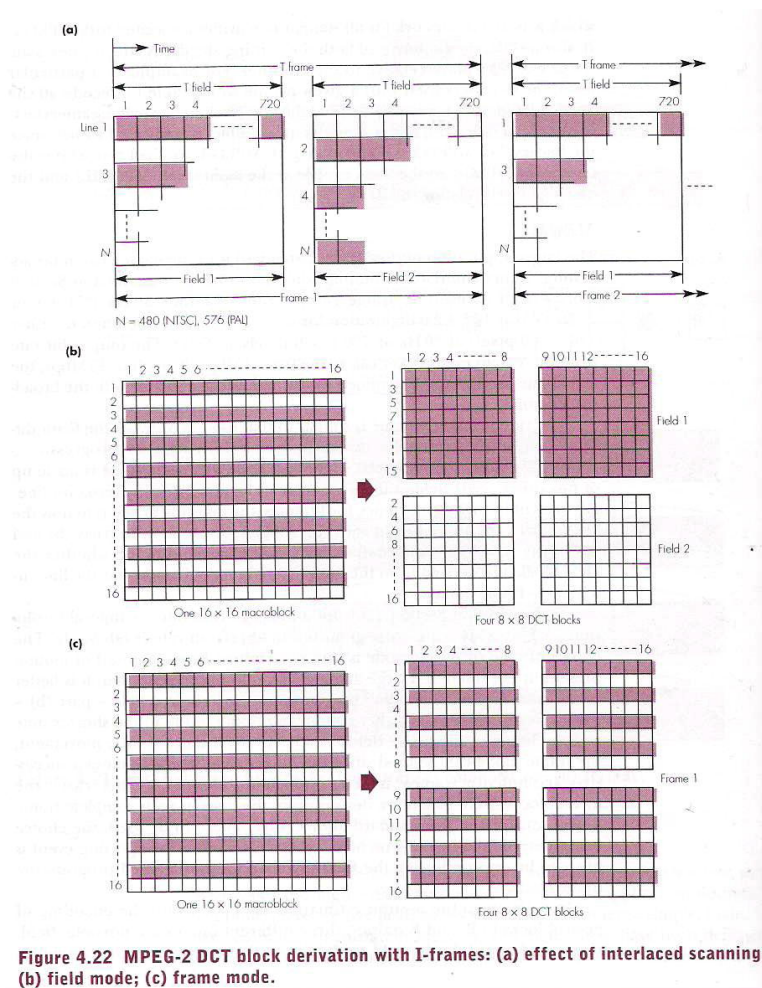 (a)
Time
T frame
T frame
T field
T field
T field
1 2 3 4 720
1 2 3 4 720
1 2 3 4 720
Line 1
3
N
2
4
N
1
3
N
Field 1
Field 2
Field 1
Frame 1
Frame 2
N = 480 (NTSC), 576 (PAL)
(b)
1 2 3 4 5 6 16
1
2
3
4
5
6
16
One 16 × 16 macroblock
1 2 3 4 8
9 10 11 12 16
1
3
5
7
15
Field 1
2
4
6
8
16
Field 2
Four 8 × 8 DCT blocks
(c)
1 2 3 4 5 6 16
1
2
3
4
5
6
16
One 16 × 16 macroblock
1 2 3 4 8
9 10 11 12 16
1
2
3
4
8
Frame 1
9
10
11
12
16
Four 8 × 8 DCT blocks
Figure 4.22 MPEG-2 DCT block derivation with I-frames: (a) effect of interlaced scanning
(b) field mode; (c) frame mode.